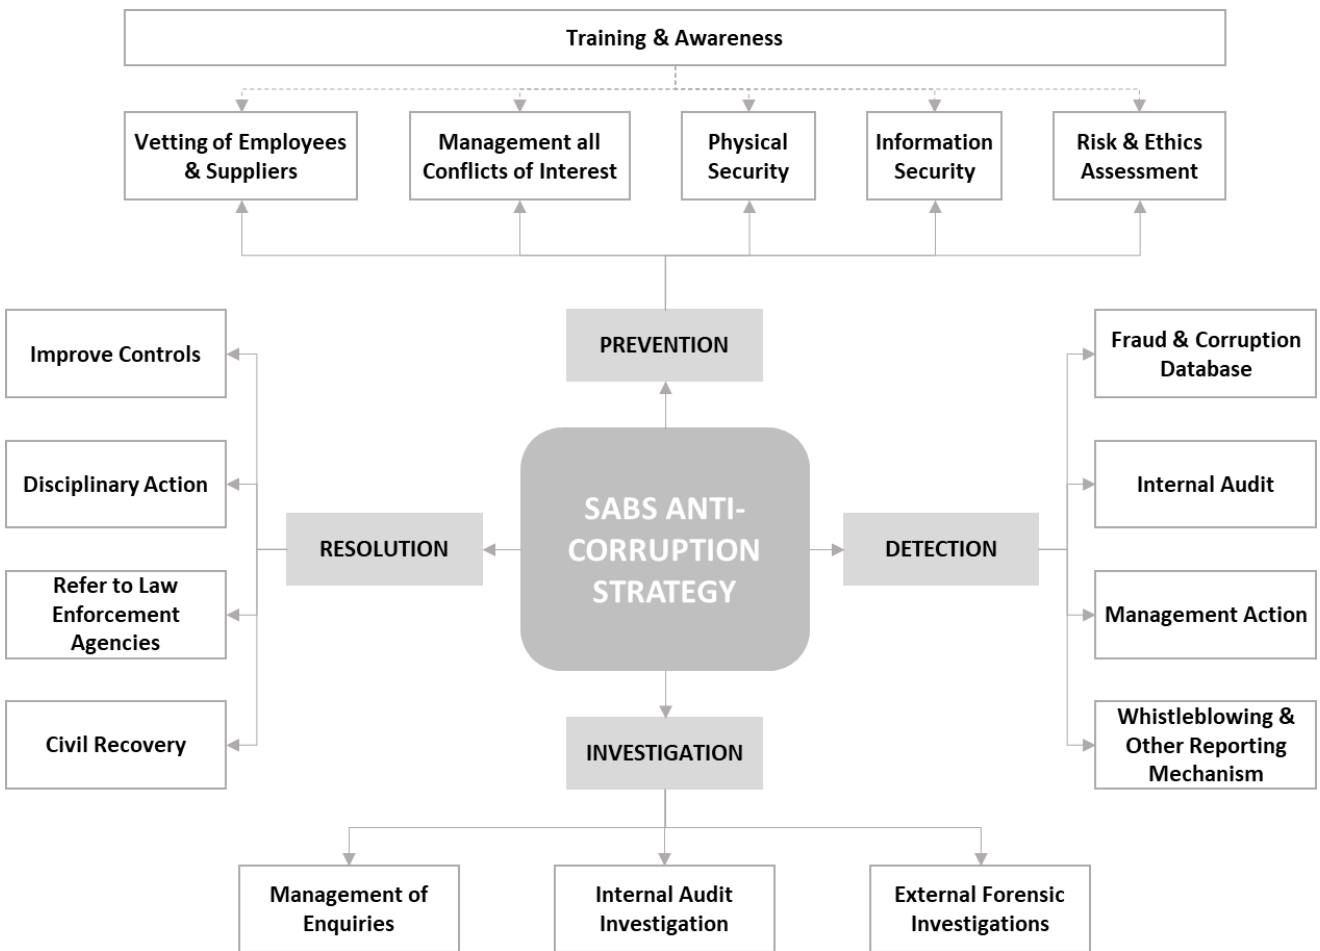 Training & Awareness
Vetting of Employees
& Suppliers
Management all
Conflicts of Interest
Physical
Security
Information
Security
Risk & Ethics
Assessment
PREVENTION
Improve Controls
Disciplinary Action
Refer to Law
Enforcement
Agencies
Civil Recovery
RESOLUTION
SABS ANTI-
CORRUPTION
STRATEGY
DETECTION
Fraud & Corruption
Database
Internal Audit
Management Action
Whistleblowing &
Other Reporting
Mechanism
INVESTIGATION
Management of
Enquiries
Internal Audit
Investigation
External Forensic
Investigations